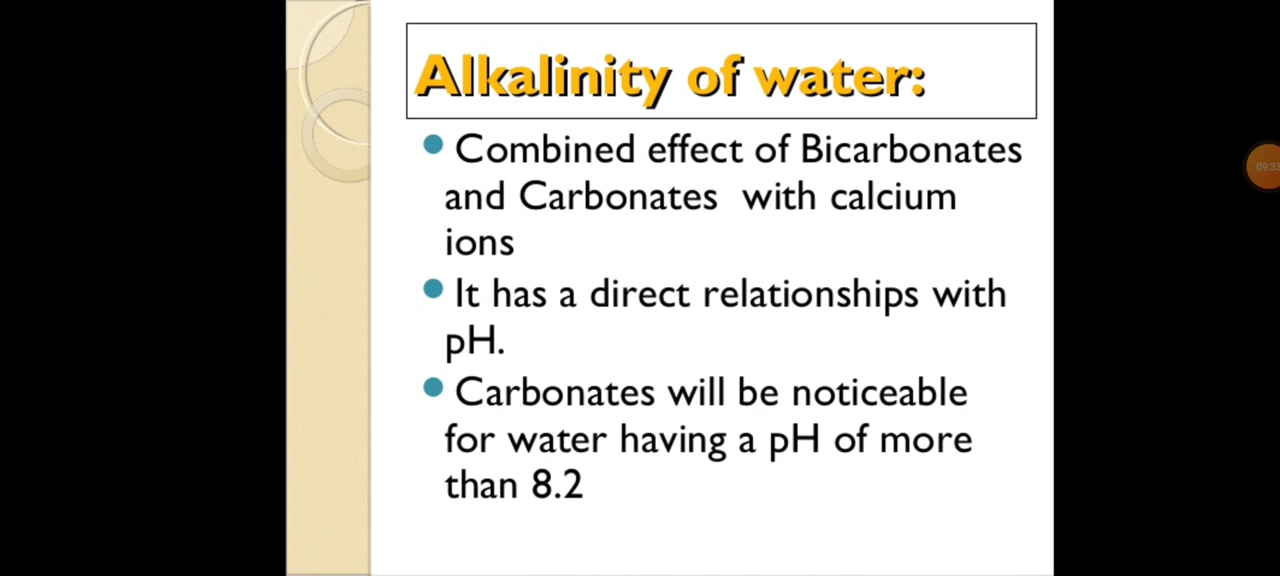 Alkalinity of water:
Combined effect of Bicarbonates
and Carbonates with calcium
ions
It has a direct relationships with
pH.
Carbonates will be noticeable
for water having a pH of more
than 8.2